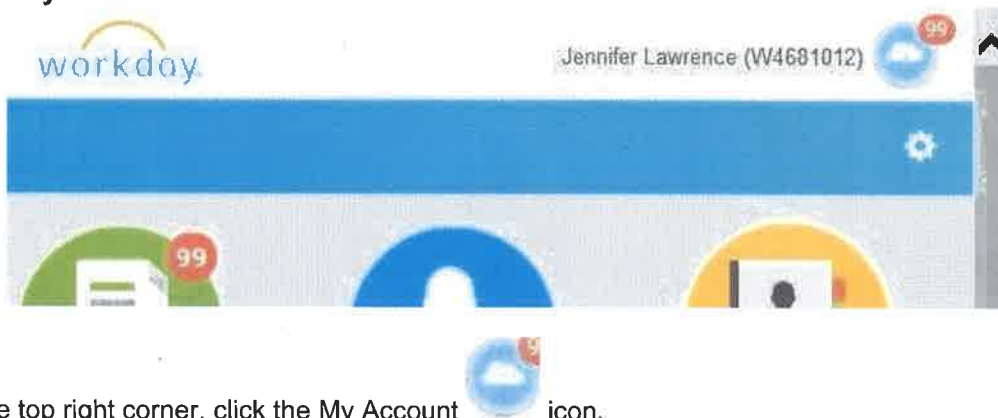 99
workday.
Jennifer Lawrence (W4681012)
99
e top right corner, click the My Account icon.